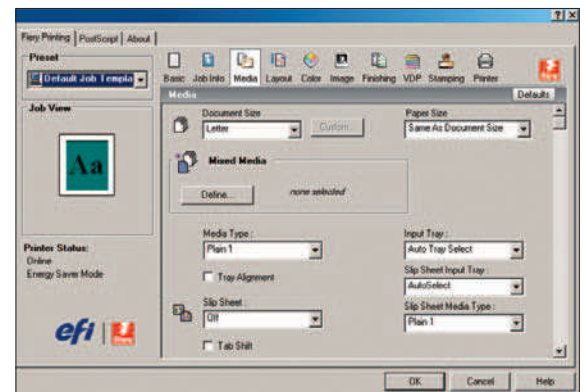 Fiery Printing PostScript About
Preset
Default Job Templa
Job View
Aa
Printer Status:
Online
Energy Saver Mode
efi
Basic Job Info Media Layout Color Image Finishing VDP Stamping Printer
Media Defaults
Document Size Paper Size
Letter Custom... Same As Document Size
Mixed Media
Define... none selected
Media Type : Input Tray :
Plain 1 Auto Tray Select
Tray Alignment Slip Sheet Input Tray :
AutoSelect
Slip Sheet : Slip Sheet Media Type :
Off Plain 1
Tab Shift
OK Cancel Help